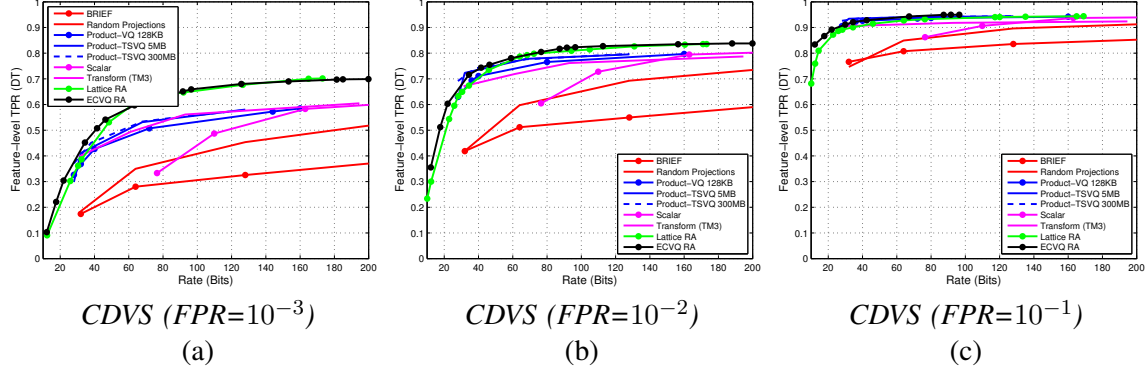 1
0.9
0.8
0.7
0.6
0.5
0.4
0.3
0.2
0.1
0
Feature−level TPR (DT)
BRIEF
Random Projections
Product−VQ 128KB
Product−TSVQ 5MB
Product−TSVQ 300MB
Scalar
Transform (TM3)
Lattice RA
ECVQ RA
20 40 60 80 100 120 140 160 180 200
Rate (Bits)
CDVS (FPR=10−3)
(a)
1
0.9
0.8
0.7
0.6
0.5
0.4
0.3
0.2
0.1
0
Feature−level TPR (DT)
BRIEF
Random Projections
Product−VQ 128KB
Product−TSVQ 5MB
Product−TSVQ 300MB
Scalar
Transform (TM3)
Lattice RA
ECVQ RA
20 40 60 80 100 120 140 160 180 200
Rate (Bits)
CDVS (FPR=10−2)
(b)
1
0.9
0.8
0.7
0.6
0.5
0.4
0.3
0.2
0.1
0
Feature−level TPR (DT)
BRIEF
Random Projections
Product−VQ 128KB
Product−TSVQ 5MB
Product−TSVQ 300MB
Scalar
Transform (TM3)
Lattice RA
ECVQ RA
20 40 60 80 100 120 140 160 180 200
Rate (Bits)
CDVS (FPR=10−1)
(c)